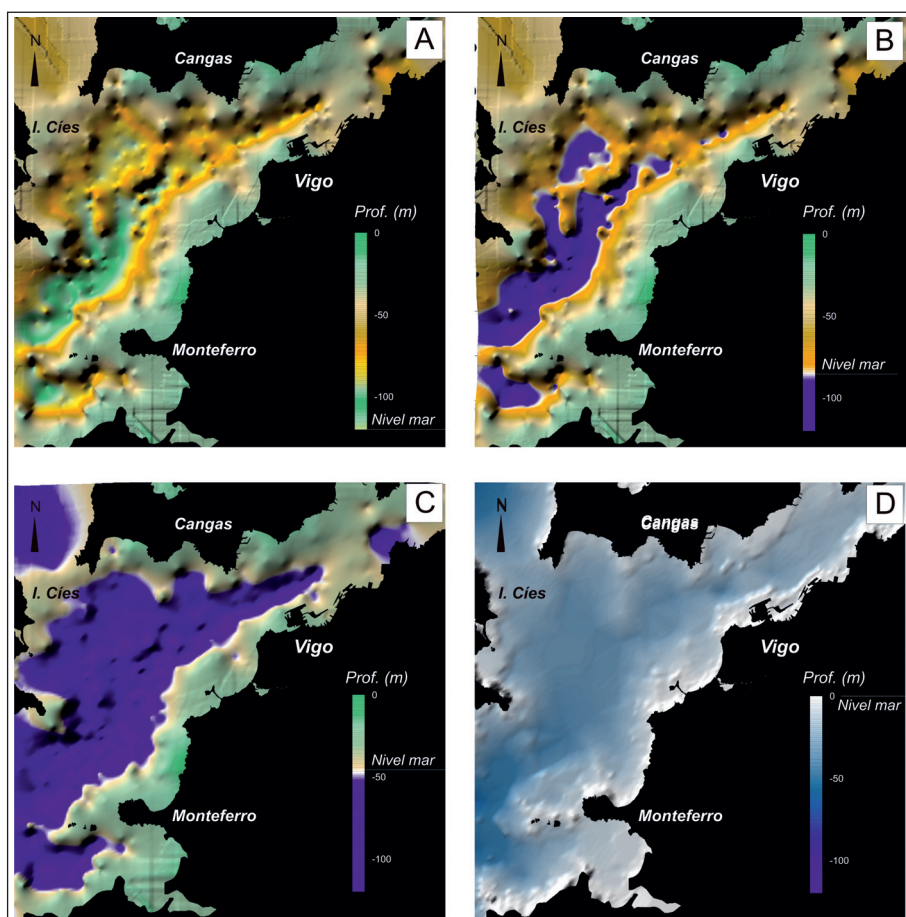 A
N
Cangas
I. Cíes
Vigo
Prof. (m)
0
-50
-100
Nivel mar
Monteferro
B
N
Cangas
I. Cíes
Vigo
Prof. (m)
0
-50
Nivel mar
-100
Monteferro
C
N
Cangas
I. Cíes
Vigo
Prof. (m)
0
Nivel mar
-50
-100
Monteferro
D
N
Cangas
Cangas
I. Cíes
Vigo
Prof. (m)
0
Nivel mar
-50
-100
Monteferro